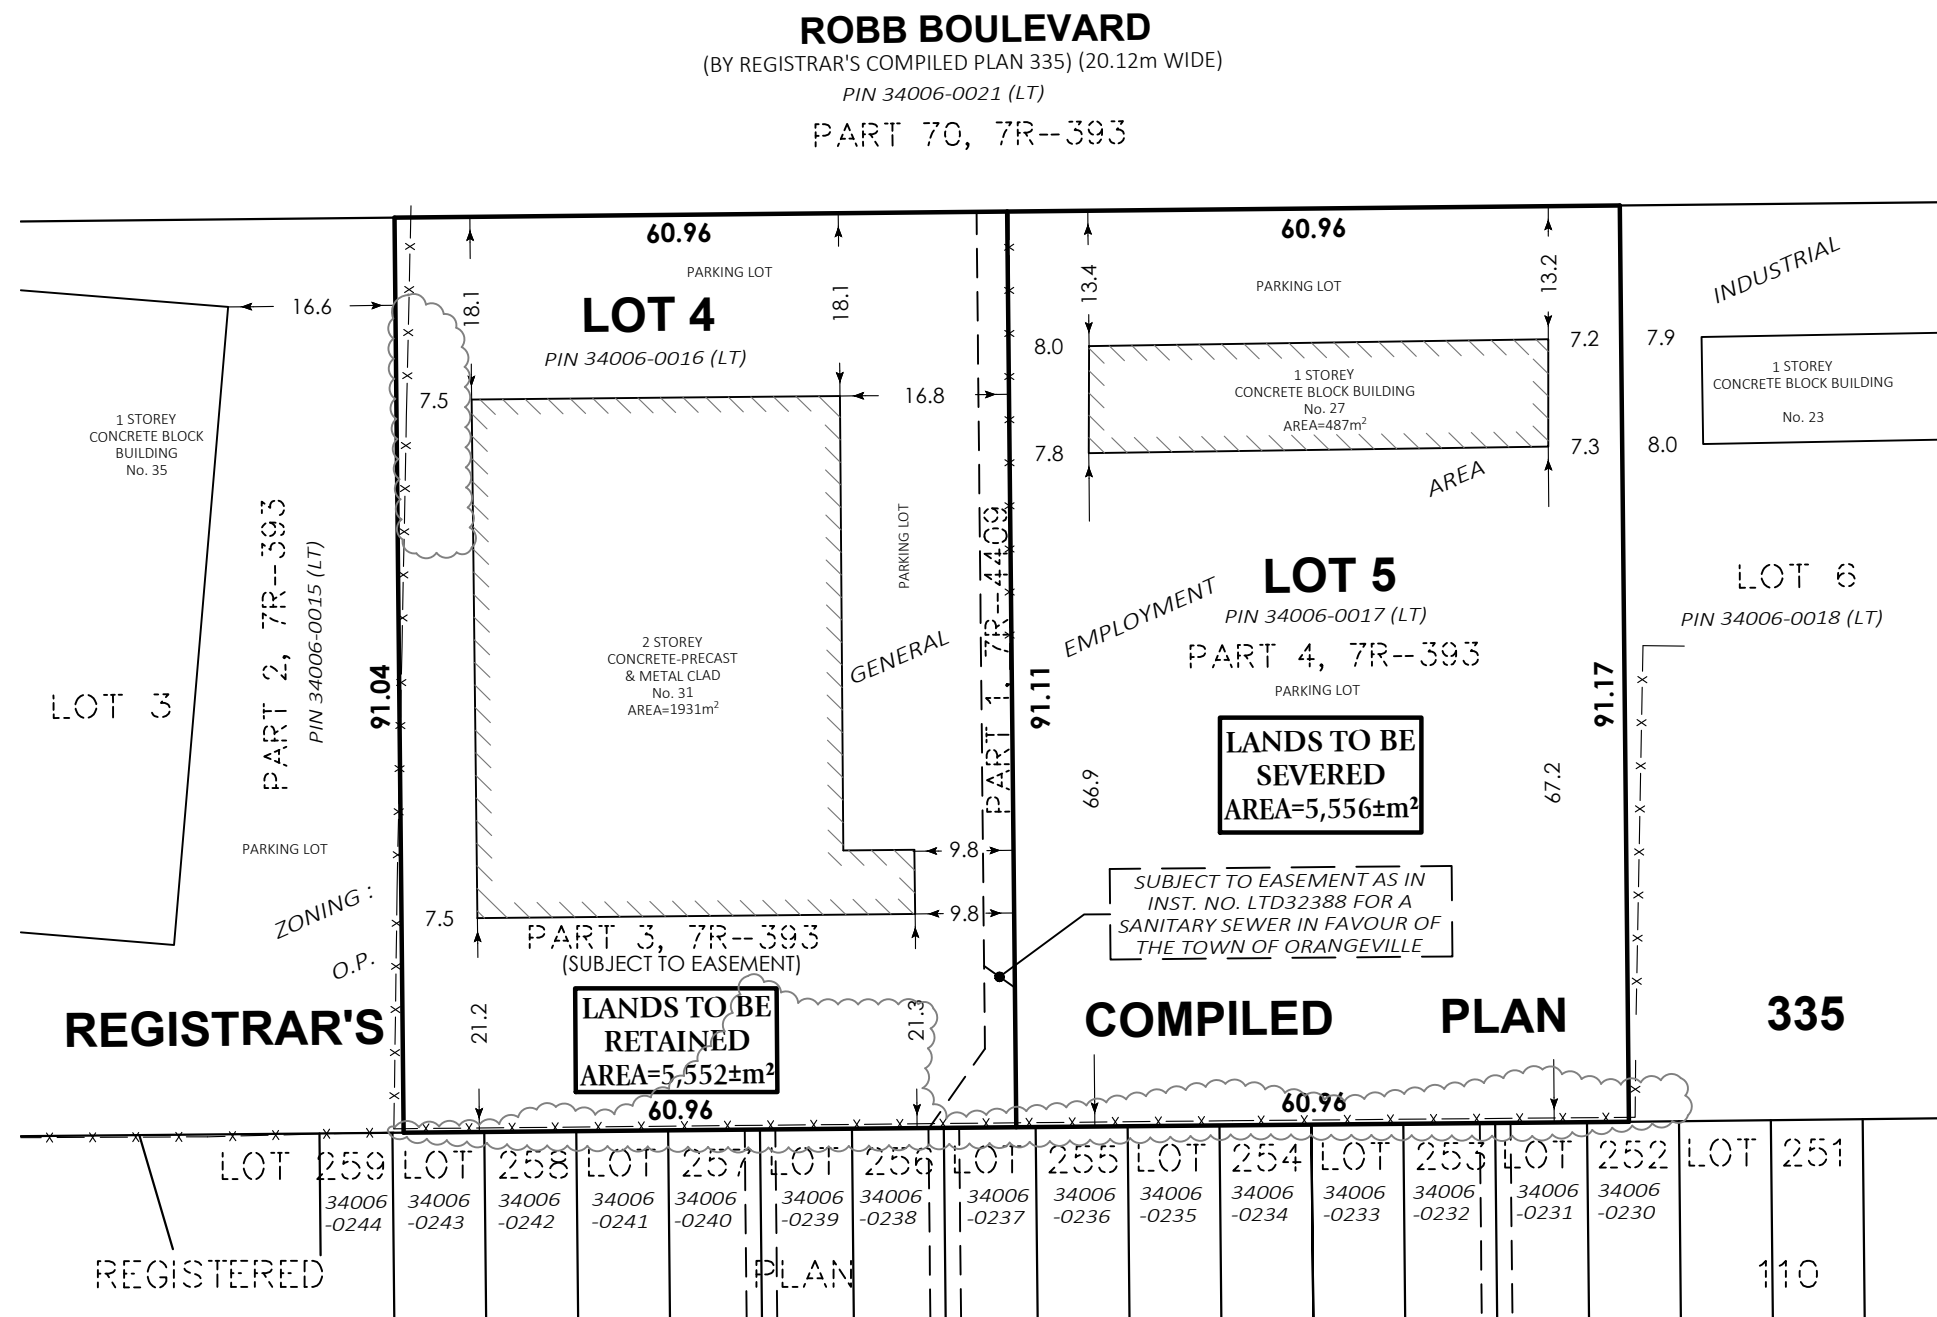 ROBB BOULEVARD
(BY REGISTRAR'S COMPILED PLAN 335) (20.12m WIDE)
PIN 34006-0021 (LT)
PART 70, 7R--393
60.96
60.96
PARKING LOT
PARKING LOT
INDUSTRIAL
16.6
18.1
18.1
13.4
13.2
LOT 4
PIN 34006-0016 (LT)
8.0
7.2
7.9
7.5
16.8
1 STOREY
CONCRETE BLOCK BUILDING
No. 27
AREA=487m²
1 STOREY
CONCRETE BLOCK BUILDING
No. 23
1 STOREY
CONCRETE BLOCK
BUILDING
No. 35
7.8
7.3
8.0
AREA
PARKING LOT
PART 1, 7R-4409
PART 2, 7R--393
PIN 34006-0015 (LT)
LOT 5
PIN 34006-0017 (LT)
PART 4, 7R--393
PARKING LOT
EMPLOYMENT
GENERAL
LOT 6
PIN 34006-0018 (LT)
2 STOREY
CONCRETE-PRECAST
& METAL CLAD
No. 31
AREA=1931m²
LOT 3
91.04
91.11
91.17
LANDS TO BE
SEVERED
AREA=5,556±m²
66.9
67.2
PARKING LOT
9.8
ZONING :
O.P.
7.5
9.8
SUBJECT TO EASEMENT AS IN
INST. NO. LTD32388 FOR A
SANITARY SEWER IN FAVOUR OF
THE TOWN OF ORANGEVILLE
PART 3, 7R--393
(SUBJECT TO EASEMENT)
LANDS TO BE
RETAINED
AREA=5,552±m²
21.2
21.3
REGISTRAR'S COMPILED PLAN 335
60.96
60.96
LOT 259 LOT 258 LOT 257 LOT 256 LOT 255 LOT 254 LOT 253 LOT 252 LOT 251
34006 34006 34006 34006 34006 34006 34006 34006 34006 34006 34006 34006 34006 34006 34006
-0244 -0243 -0242 -0241 -0240 -0239 -0238 -0237 -0236 -0235 -0234 -0233 -0232 -0231 -0230
REGISTERED PLAN 110